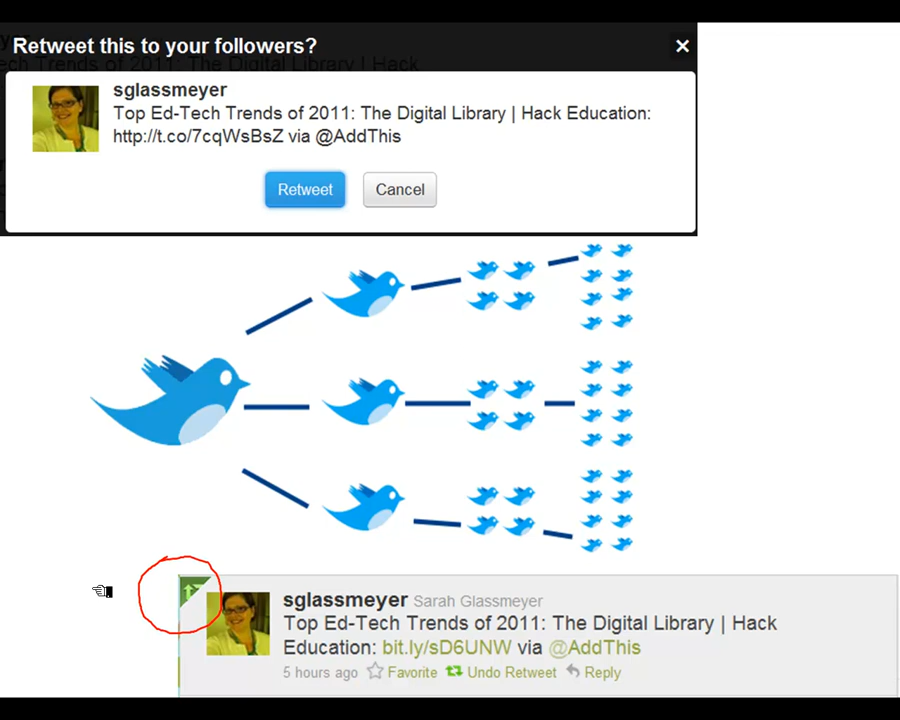 Retweet this to your followers?
sglassmeyer
Top Ed-Tech Trends of 2011: The Digital Library | Hack Education:
http://t.co/7cqWsBsZ via @AddThis
Retweet Cancel
sglassmeyer Sarah Glassmeyer
Top Ed-Tech Trends of 2011: The Digital Library | Hack
Education: bit.ly/sD6UNW via @AddThis
5 hours ago Favorite Undo Retweet Reply